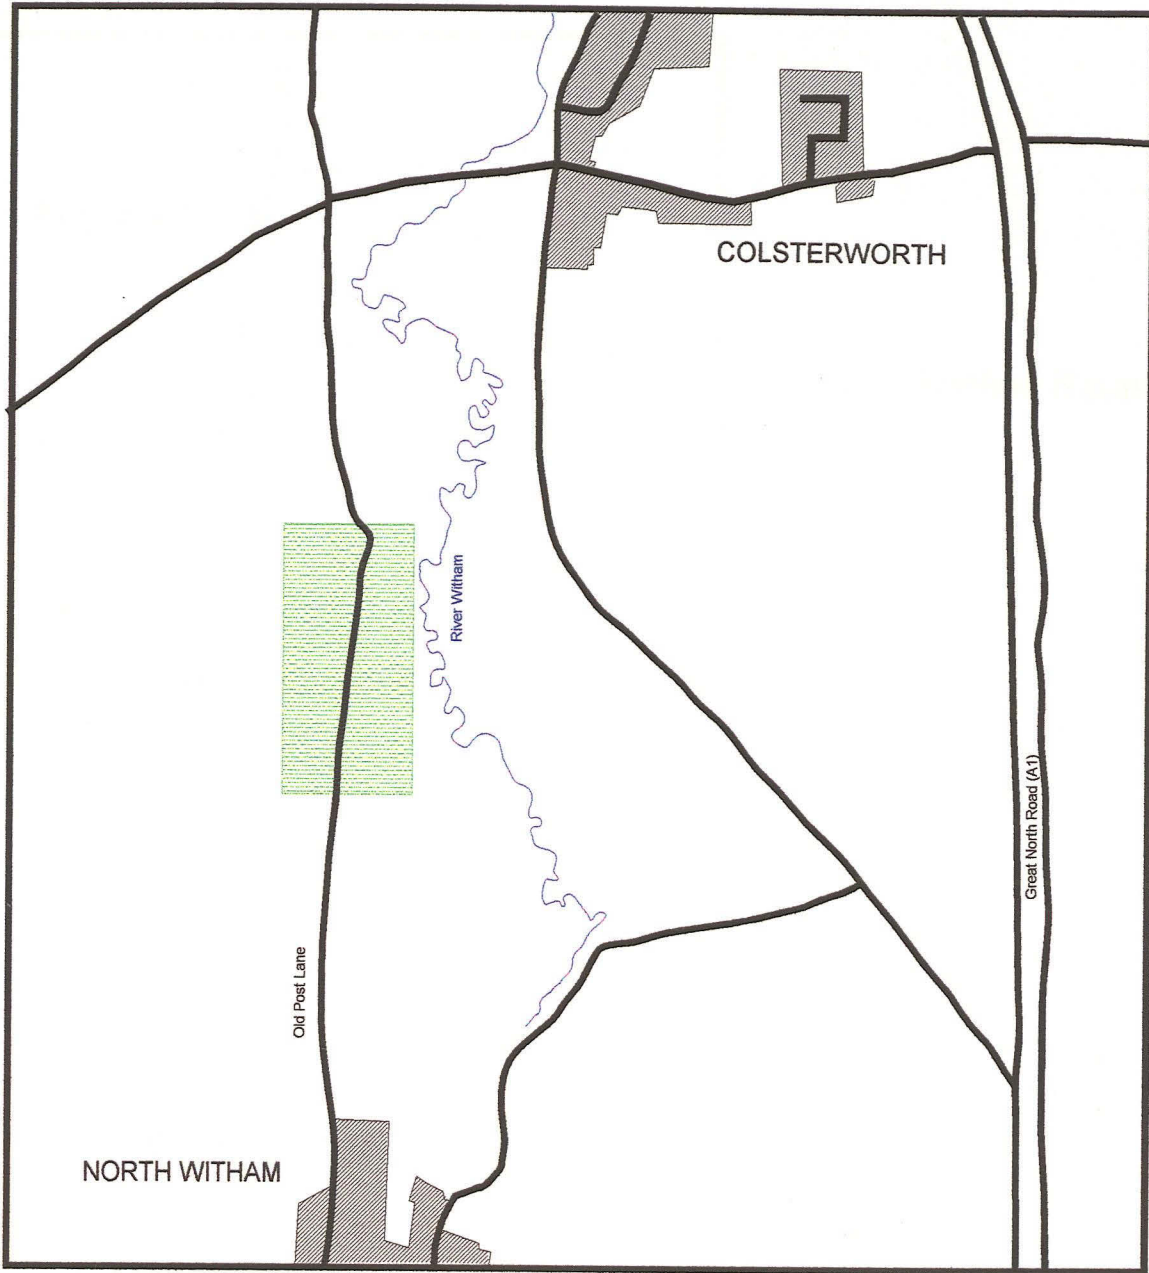 COLSTERWORTH
River Witham
Great North Road (A1)
Old Post Lane
NORTH WITHAM